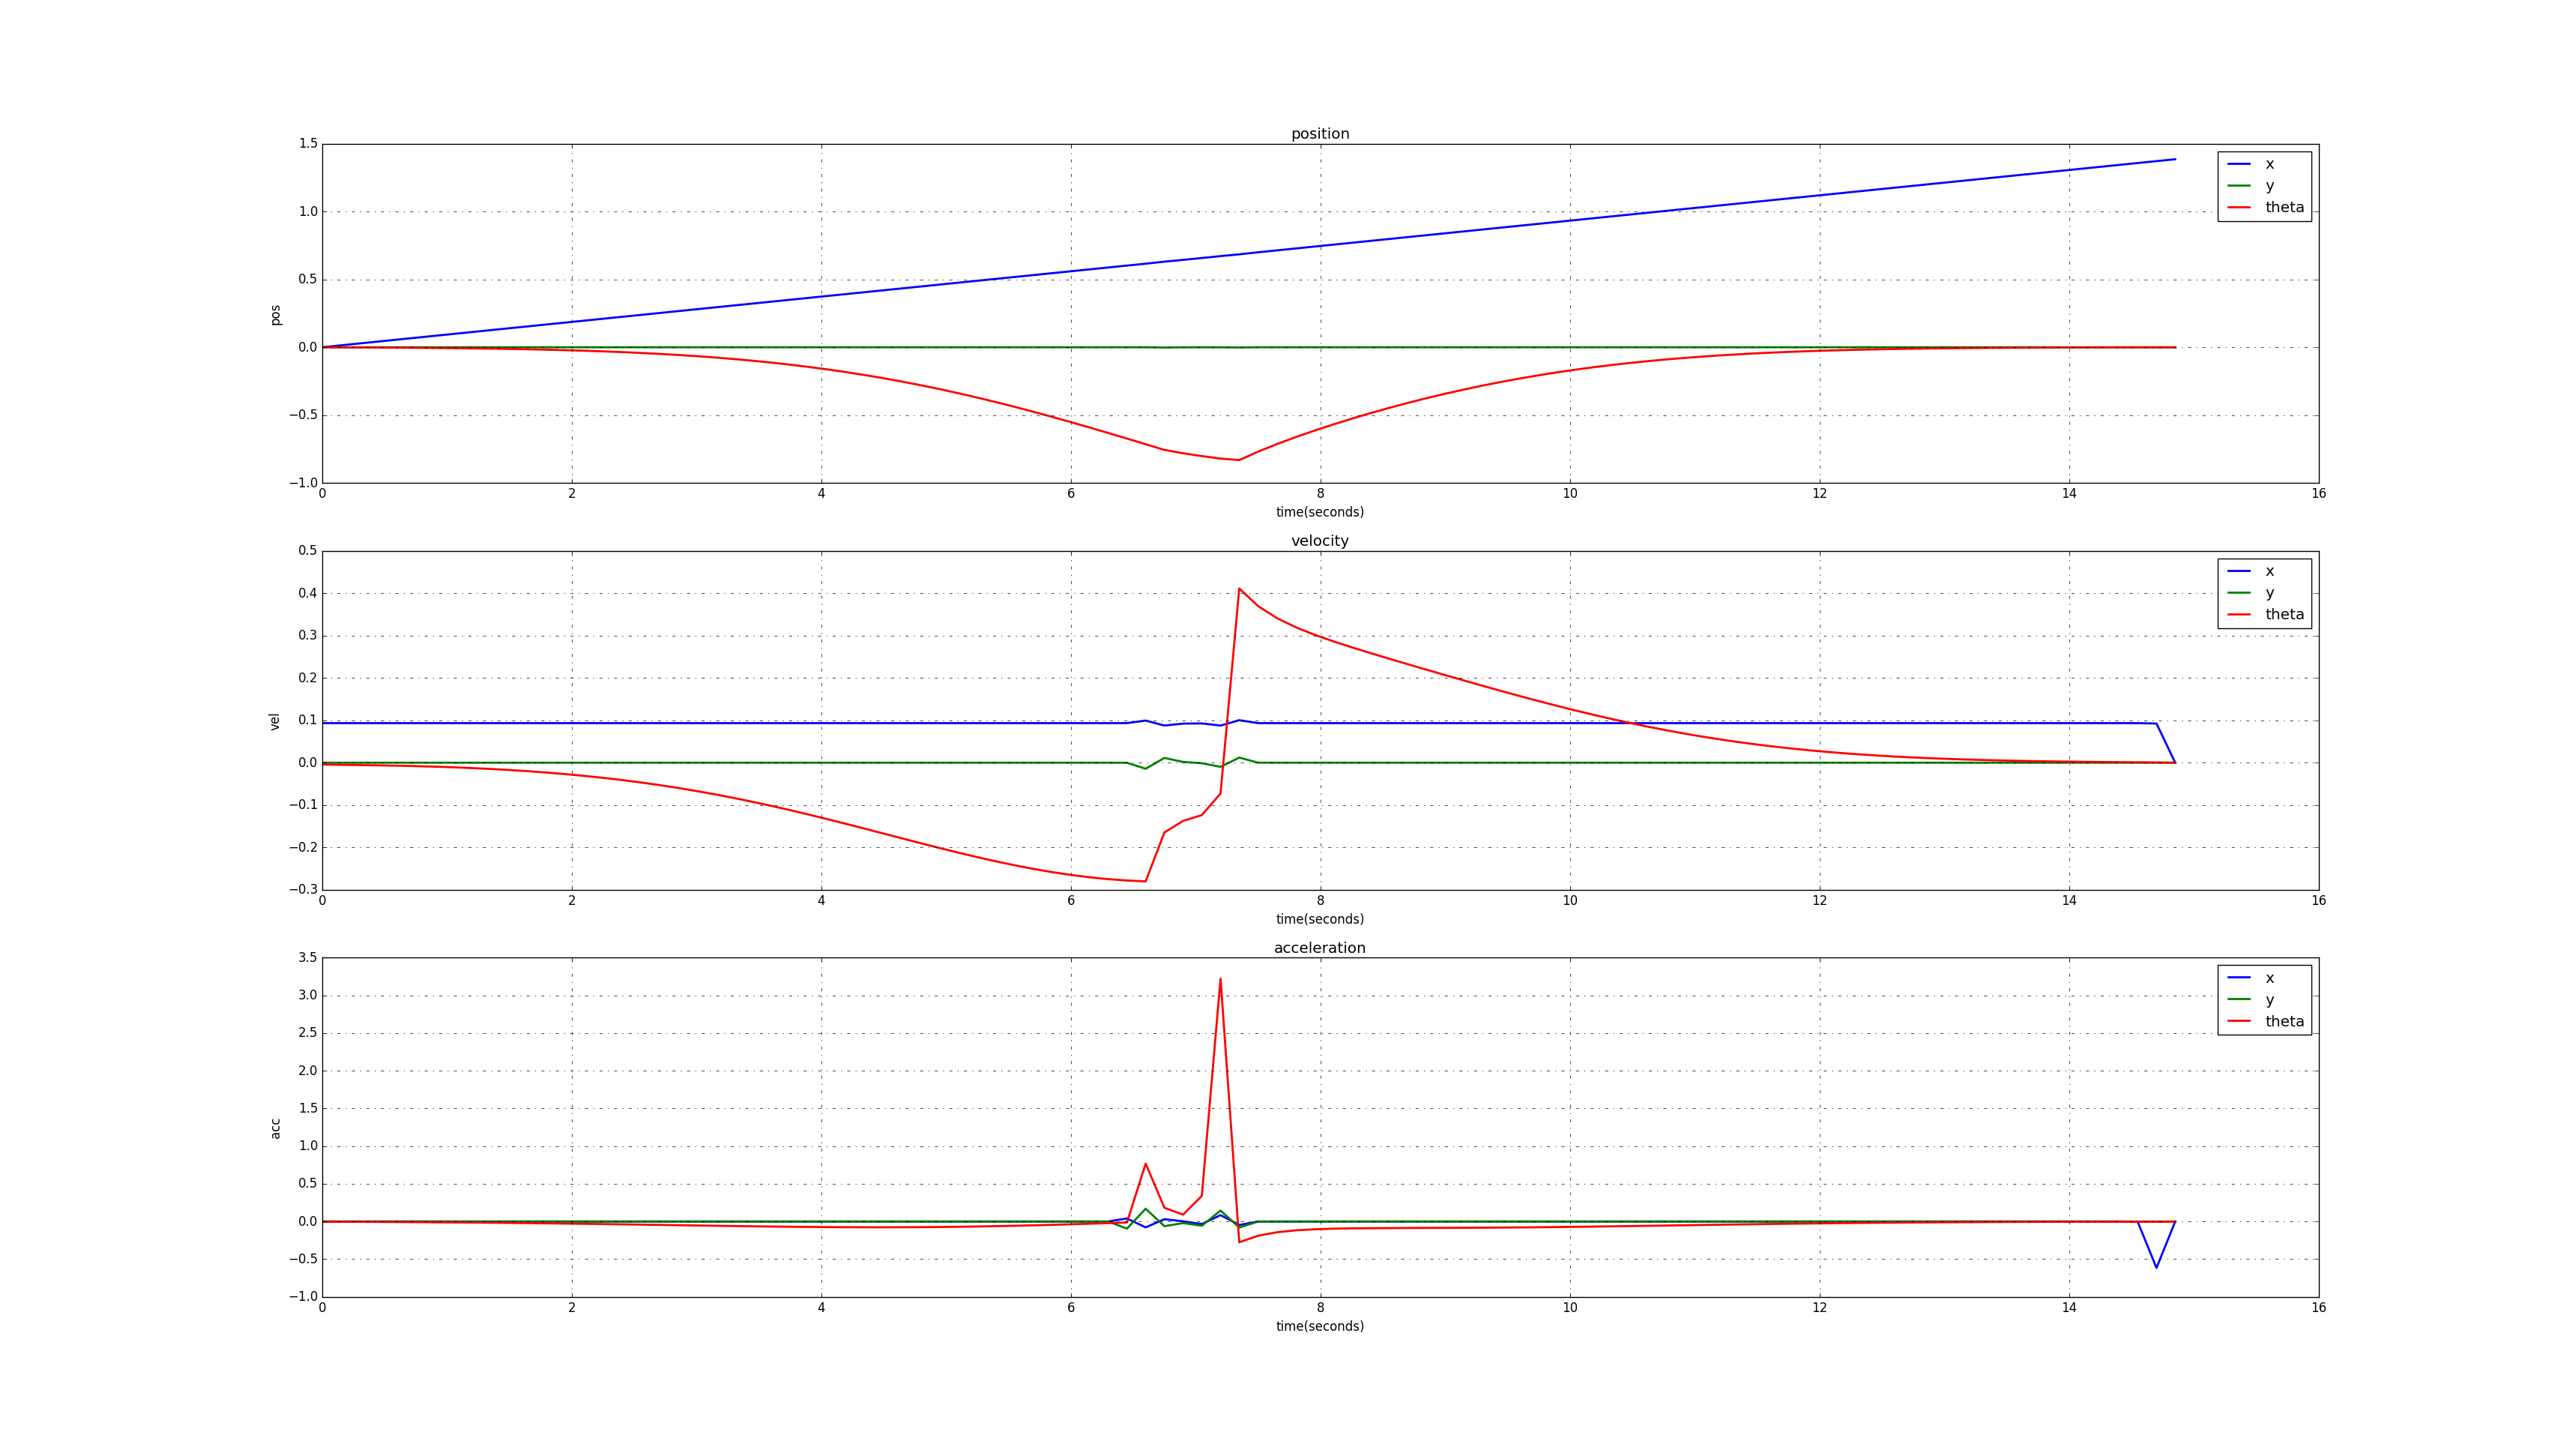 position
1.5
1.0
0.5
0.0
−0.5
−1.0
pos
x
y
theta
0 2 4 6 8 10 12 14 16
time(seconds)
velocity
0.5
0.4
0.3
0.2
0.1
0.0
−0.1
−0.2
−0.3
vel
x
y
theta
0 2 4 6 8 10 12 14 16
time(seconds)
acceleration
3.5
3.0
2.5
2.0
1.5
1.0
0.5
0.0
−0.5
−1.0
acc
x
y
theta
0 2 4 6 8 10 12 14 16
time(seconds)